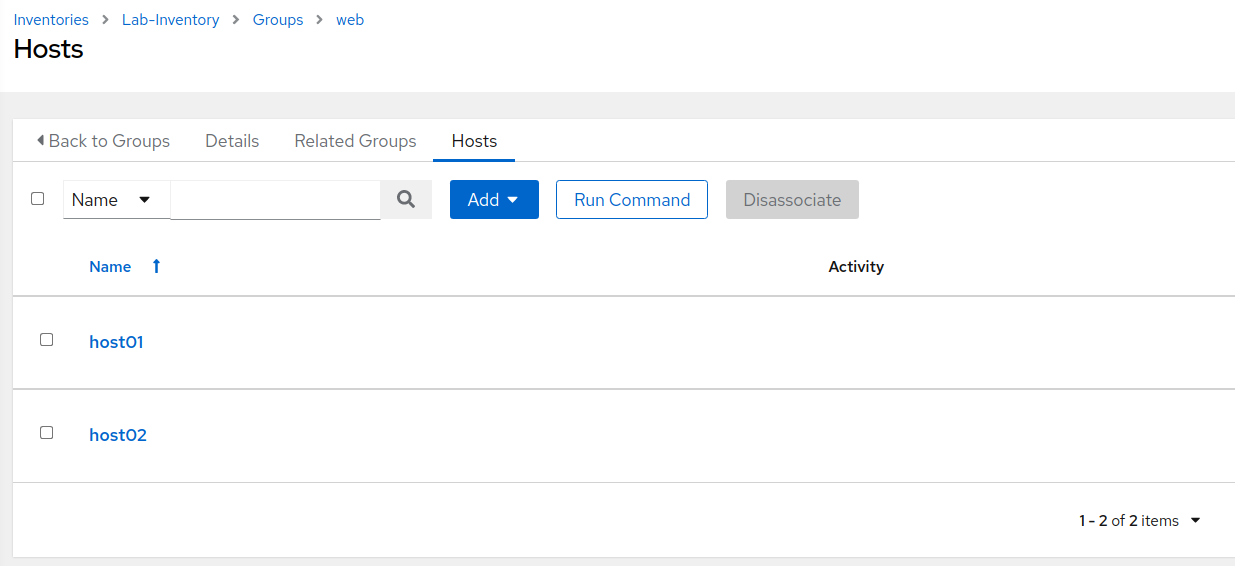 Inventories > Lab-Inventory > Groups > web
Hosts
Back to Groups Details Related Groups Hosts
Name Add Run Command Disassociate
Name Activity
host01
host02
1 - 2 of 2 items